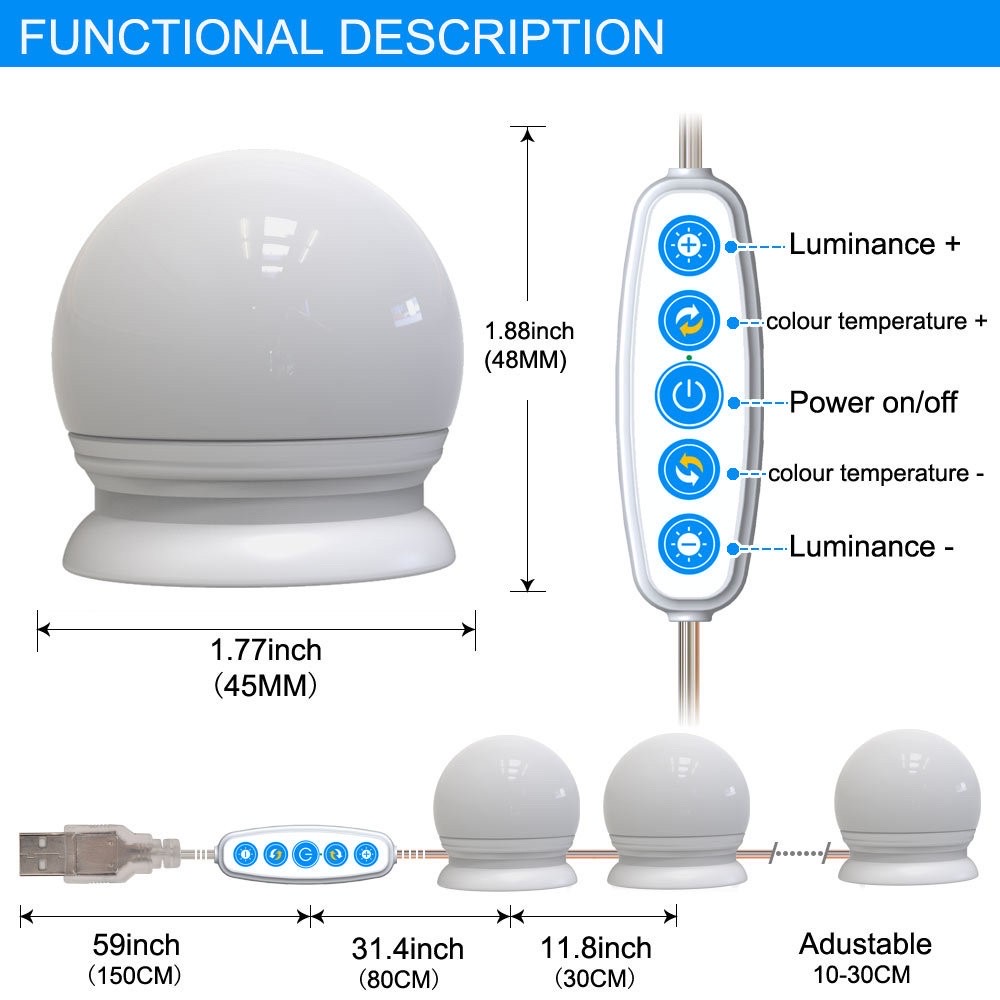 FUNCTIONAL DESCRIPTION
Luminance +
colour temperature +
1.88inch
(48MM)
Power on/off
colour temperature -
Luminance -
1.77inch
(45MM)
59inch
(150CM)
31.4inch
(80CM)
11.8inch
(30CM)
Adustable
10-30CM